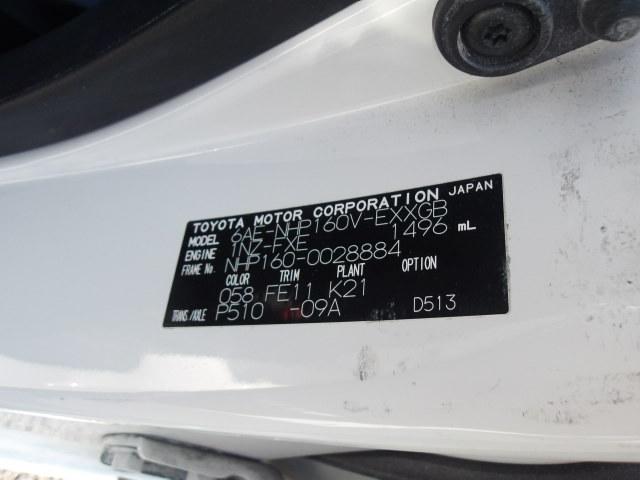 TOYOTA MOTOR CORPORATION JAPAN
MODEL 6AE-NHP160V-EXXGB
ENGINE 1NZ-FXE 1496 mL
FRAME No. NHP160-0028884
COLOR TRIM PLANT OPTION
058 FE11 K21
TRANS/AXLE P510 -09A D513